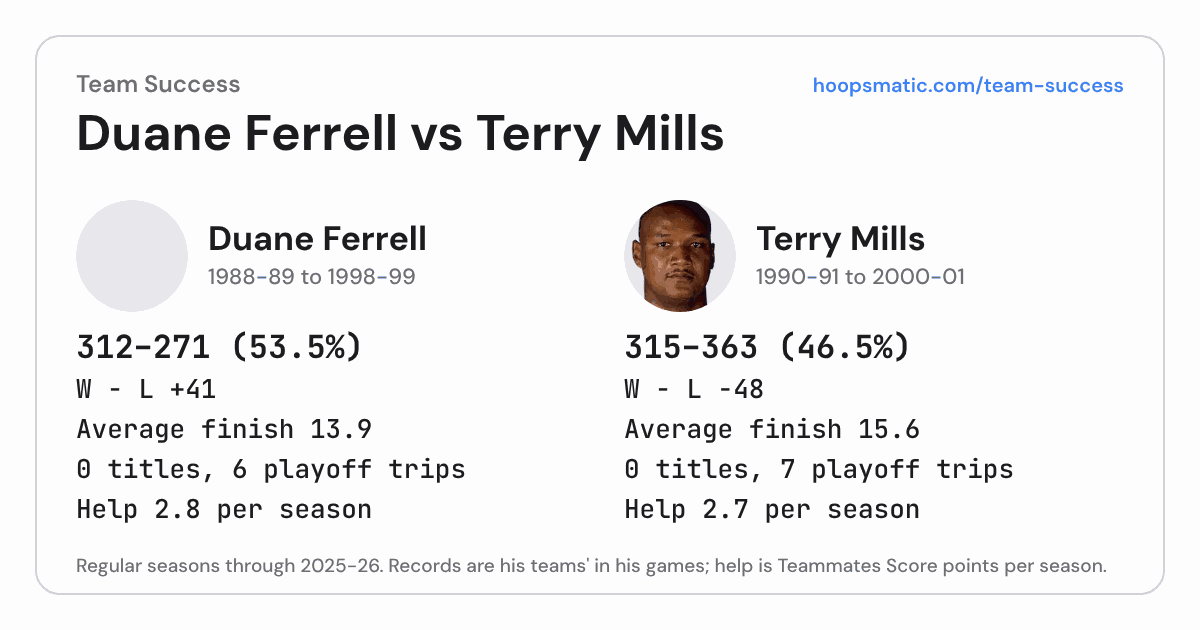 Team Success
hoopsmatic.com/team-success
Duane Ferrell vs Terry Mills
Duane Ferrell
1988-89 to 1998-99
312-271 (53.5%)
W - L +41
Average finish 13.9
0 titles, 6 playoff trips
Help 2.8 per season
Terry Mills
1990-91 to 2000-01
315-363 (46.5%)
W - L -48
Average finish 15.6
0 titles, 7 playoff trips
Help 2.7 per season
Regular seasons through 2025-26. Records are his teams' in his games; help is Teammates Score points per season.